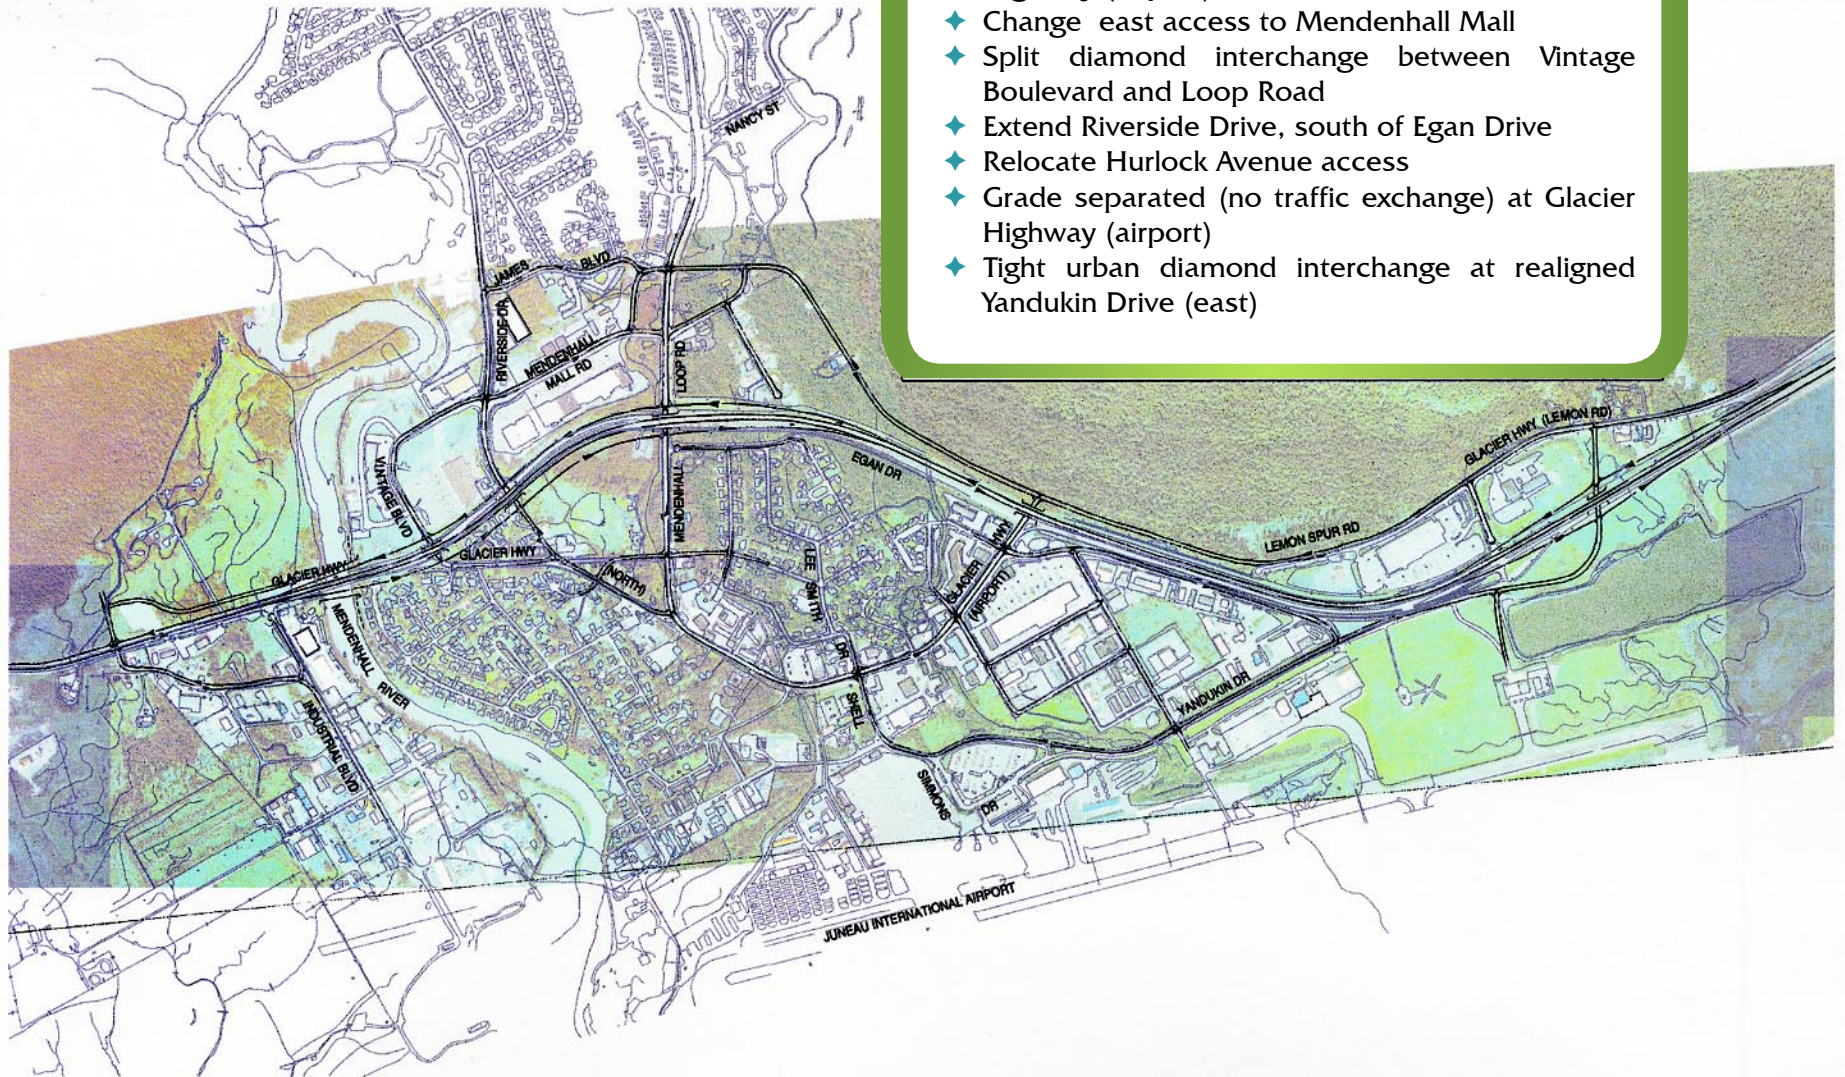 ✦ Change east access to Mendenhall Mall
✦ Split diamond interchange between Vintage
Boulevard and Loop Road
✦ Extend Riverside Drive, south of Egan Drive
✦ Relocate Hurlock Avenue access
✦ Grade separated (no traffic exchange) at Glacier
Highway (airport)
✦ Tight urban diamond interchange at realigned
Yandukin Drive (east)
NANCY ST
JAMES BLVD
RIVERSIDE DR
MENDENHALL
MALL RD
LOOP RD
GLACIER HWY (LEMON RD)
VINTAGE BLVD
MENDENHALL
EGAN DR
LEMON SPUR RD
GLACIER HWY
(NORTH)
GLACIER HWY
LEE SMITH DR
GLACIER HWY
(AIRPORT)
MENDENHALL RIVER
INDUSTRIAL BLVD
SHELL
YANDUKIN DR
SIMMONS DR
JUNEAU INTERNATIONAL AIRPORT